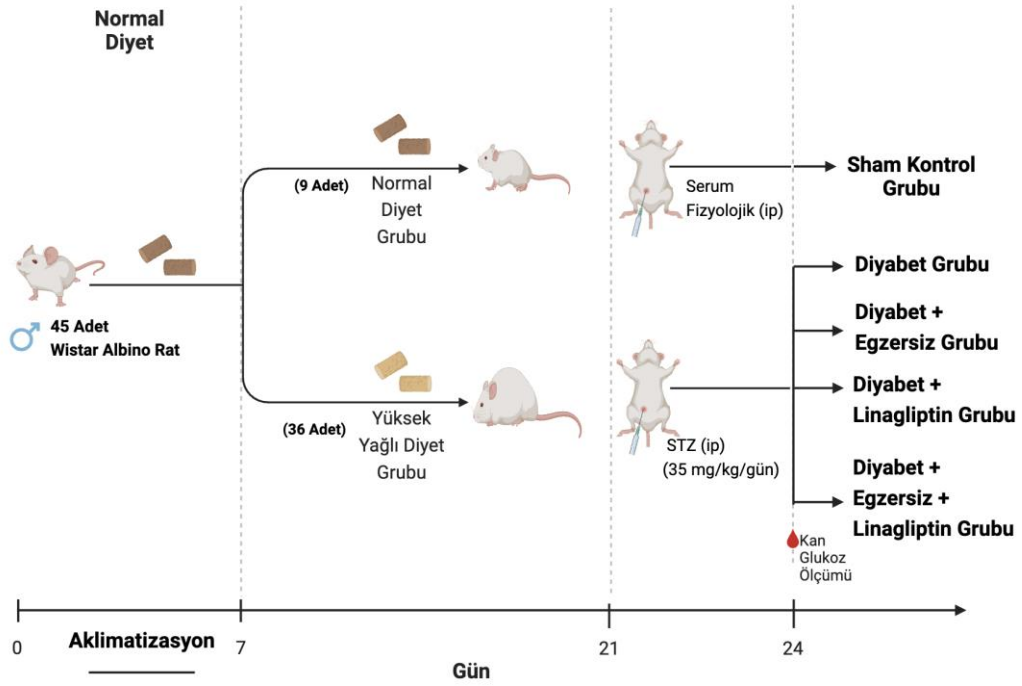 Normal
Diyet
(9 Adet)
Normal
Diyet
Grubu
Serum
Fizyolojik (ip)
Sham Kontrol
Grubu
45 Adet
Wistar Albino Rat
Diyabet Grubu
Diyabet +
Egzersiz Grubu
Diyabet +
Linagliptin Grubu
Diyabet +
Egzersiz +
Linagliptin Grubu
(36 Adet)
Yüksek
Yağlı Diyet
Grubu
STZ (ip)
(35 mg/kg/gün)
Kan
Glukoz
Ölçümü
0
Aklimatizasyon
7
21
24
Gün